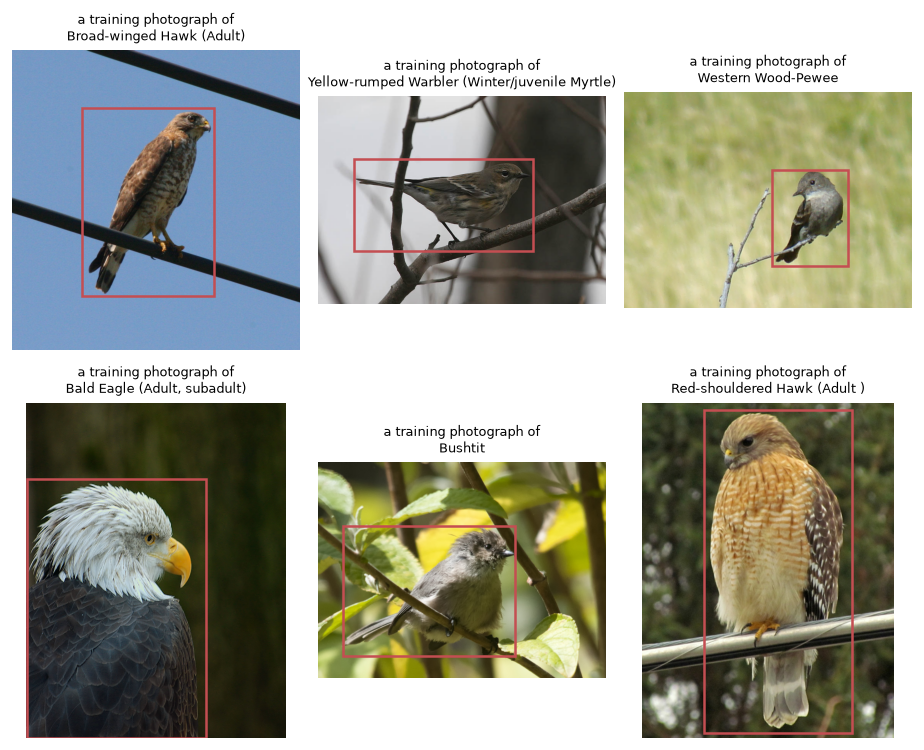 a training photograph of
Broad-winged Hawk (Adult)
a training photograph of
Yellow-rumped Warbler (Winter/juvenile Myrtle)
a training photograph of
Western Wood-Pewee
a training photograph of
Bald Eagle (Adult, subadult)
a training photograph of
Bushtit
a training photograph of
Red-shouldered Hawk (Adult )